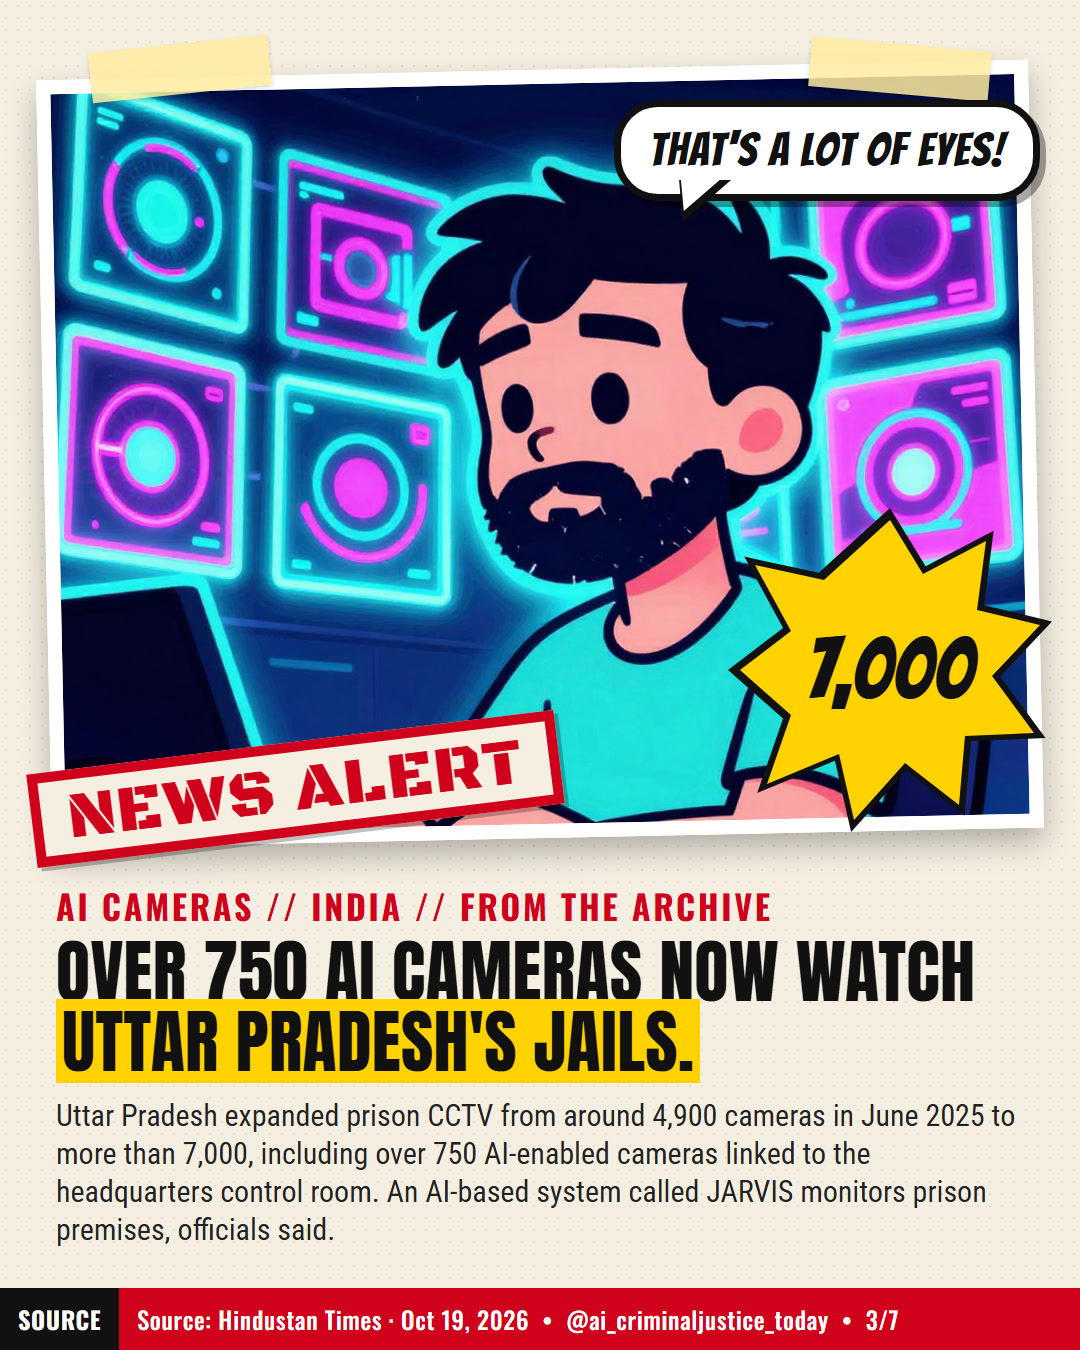 THAT'S A LOT OF EYES!
7,000
NEWS ALERT
AI CAMERAS // INDIA // FROM THE ARCHIVE
OVER 750 AI CAMERAS NOW WATCH
UTTAR PRADESH'S JAILS.
Uttar Pradesh expanded prison CCTV from around 4,900 cameras in June 2025 to
more than 7,000, including over 750 AI-enabled cameras linked to the
headquarters control room. An AI-based system called JARVIS monitors prison
premises, officials said.
SOURCE Source: Hindustan Times · Oct 19, 2026 • @ai_criminaljustice_today • 3/7